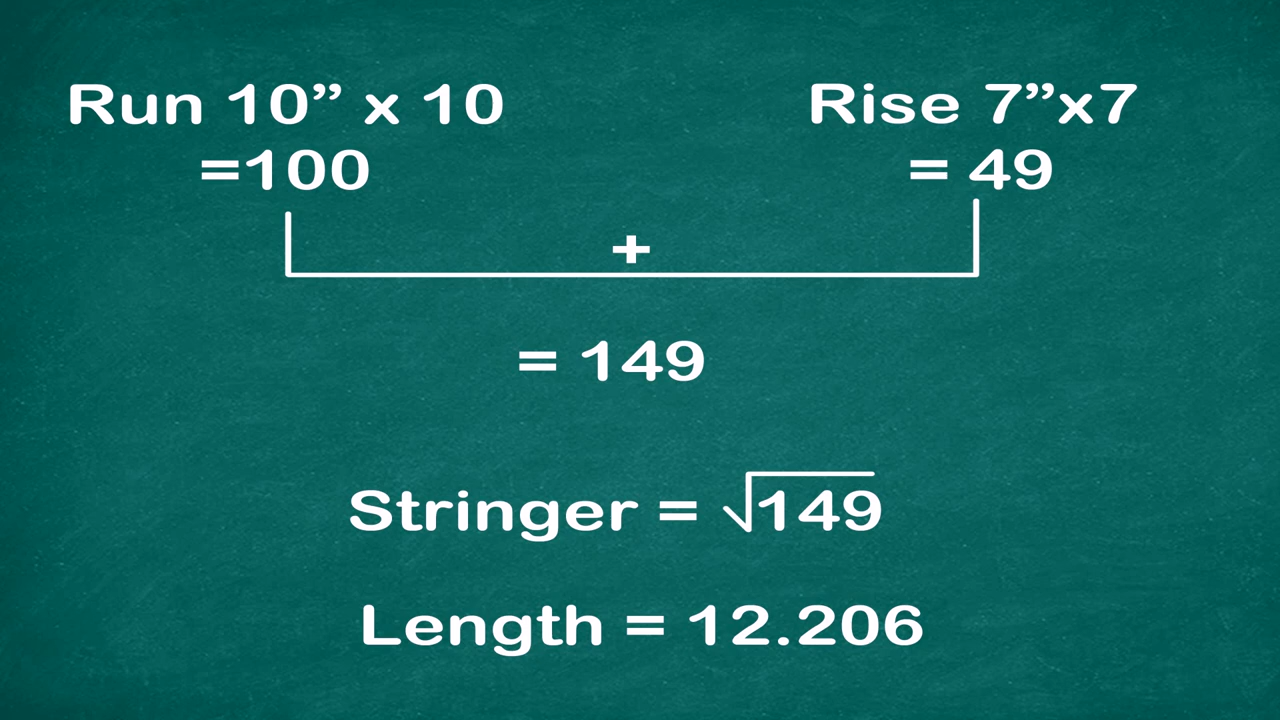 Run 10” x 10
=100
Rise 7”x7
= 49
+
= 149
Stringer = √149
Length = 12.206